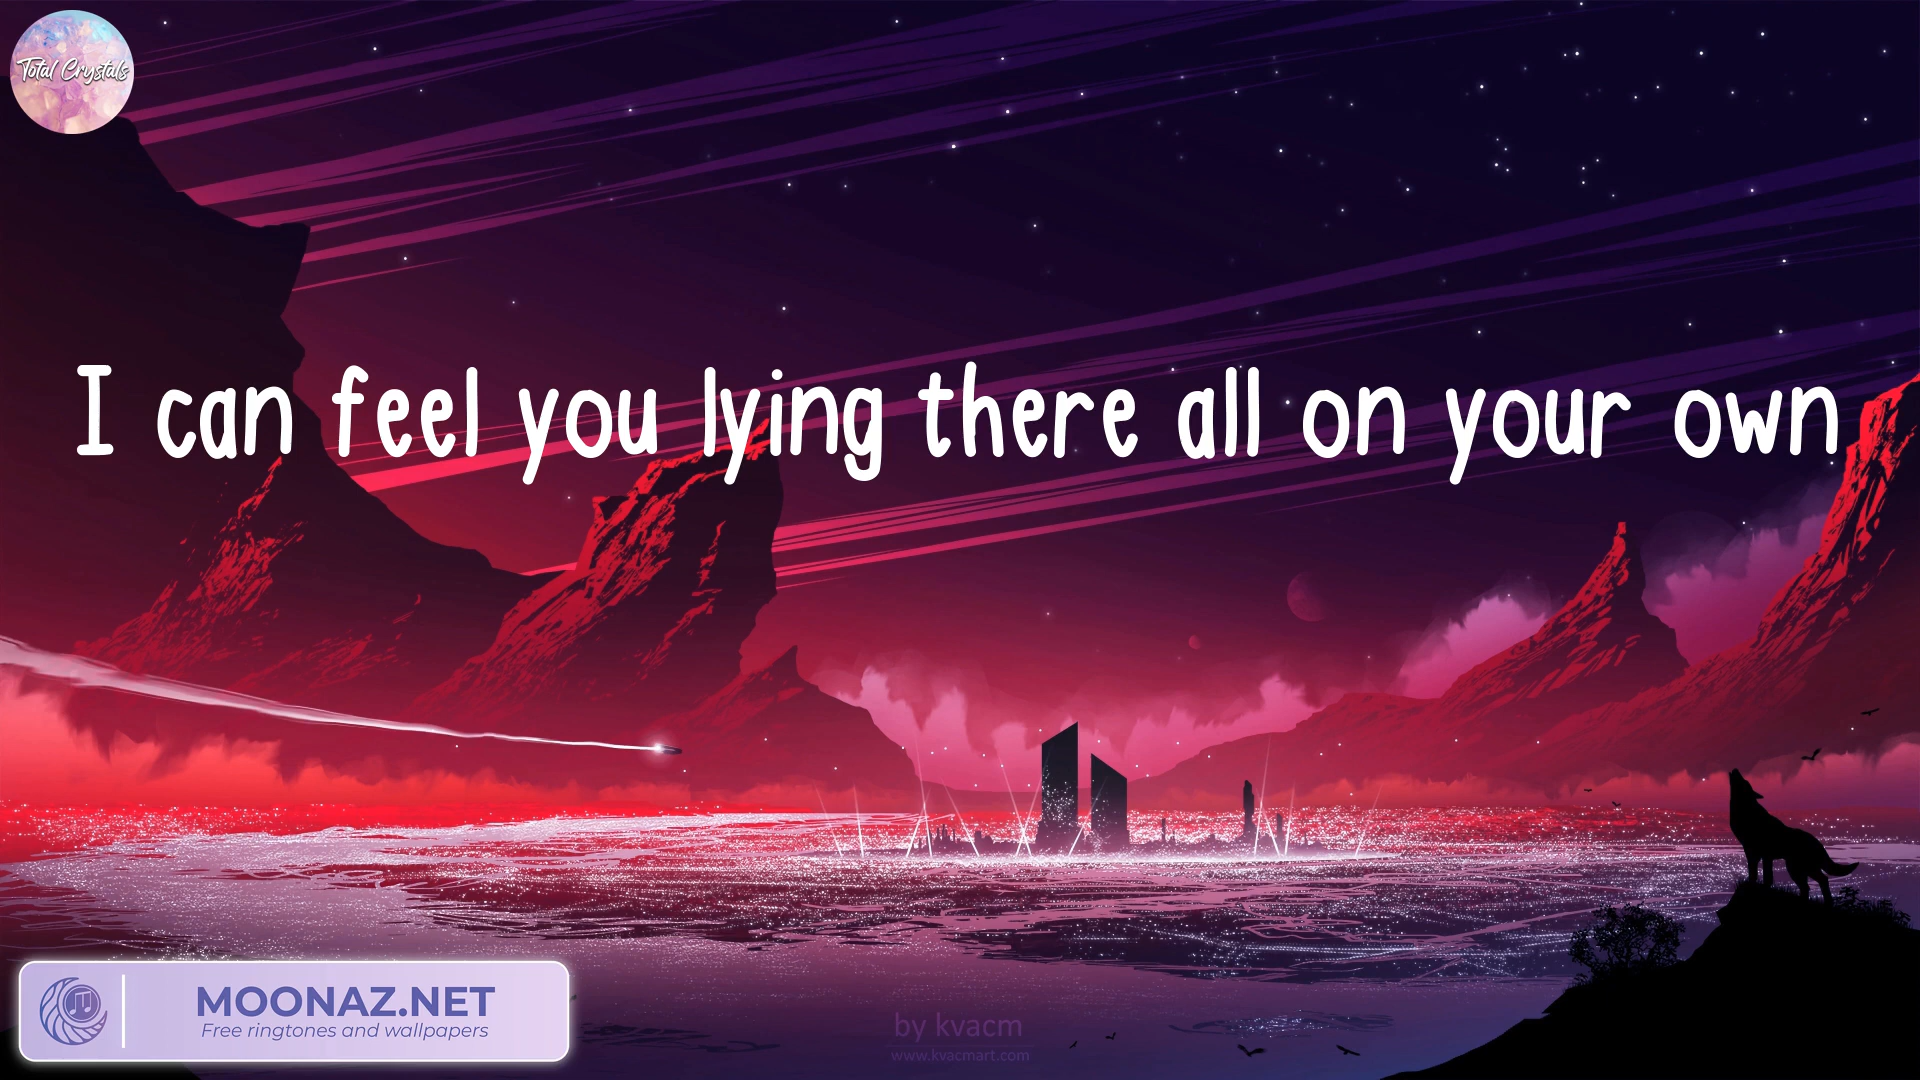 Total Crystals
I can feel you lying there all on your own
MOONAZ.NET
Free ringtones and wallpapers
by kvacm
www.kvacmart.com